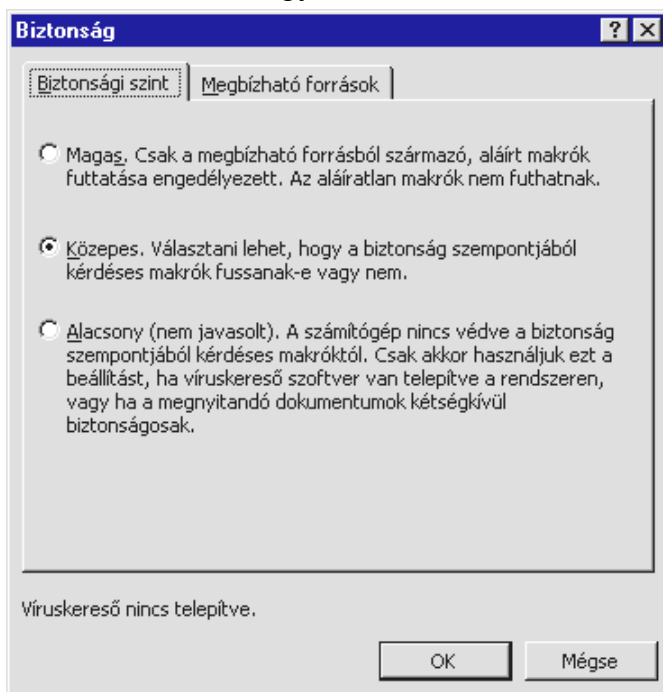 Biztonság
Biztonsági szint
Megbízható források
Magas. Csak a megbízható forrásból származó, aláírt makrók
futtatása engedélyezett. Az aláíratlan makrók nem futhatnak.
Közepes. Választani lehet, hogy a biztonság szempontjából
kérdéses makrók fussanak-e vagy nem.
Alacsony (nem javasolt). A számítógép nincs védve a biztonság
szempontjából kérdéses makróktól. Csak akkor használjuk ezt a
beállítást, ha víruskereső szoftver van telepítve a rendszeren,
vagy ha a megnyitandó dokumentumok kétségkívül
biztonságosak.
Víruskereső nincs telepítve.
OK
Mégse